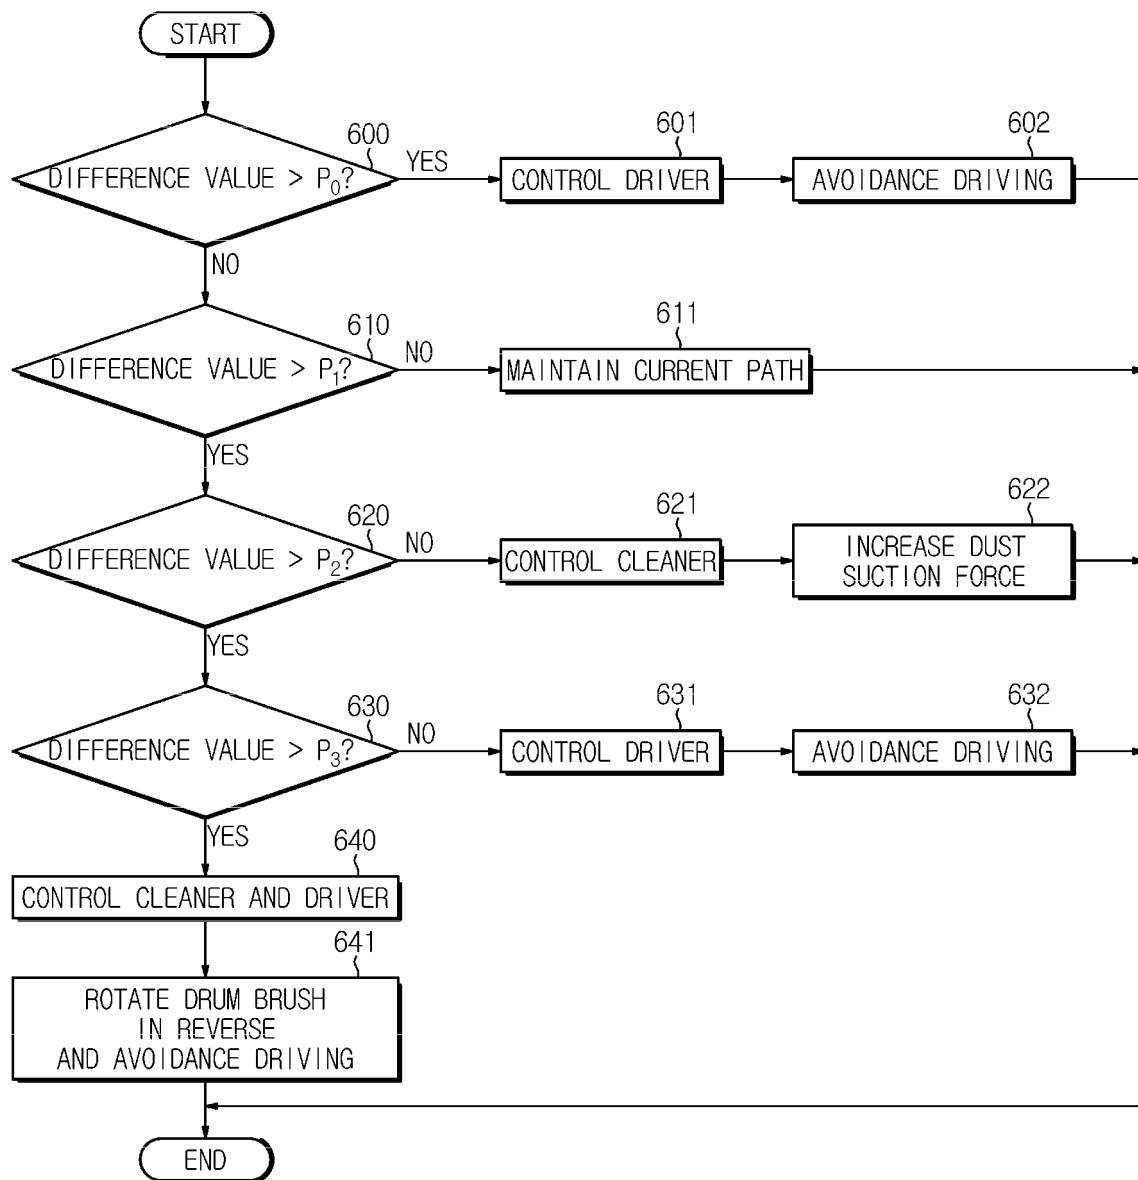 START
600
DIFFERENCE VALUE > P0?
YES
601
CONTROL DRIVER
602
AVOIDANCE DRIVING
NO
610
DIFFERENCE VALUE > P1?
NO
611
MAINTAIN CURRENT PATH
YES
620
DIFFERENCE VALUE > P2?
NO
621
CONTROL CLEANER
622
INCREASE DUST
SUCTION FORCE
YES
630
DIFFERENCE VALUE > P3?
NO
631
CONTROL DRIVER
632
AVOIDANCE DRIVING
YES
640
CONTROL CLEANER AND DRIVER
641
ROTATE DRUM BRUSH
IN REVERSE
AND AVOIDANCE DRIVING
END